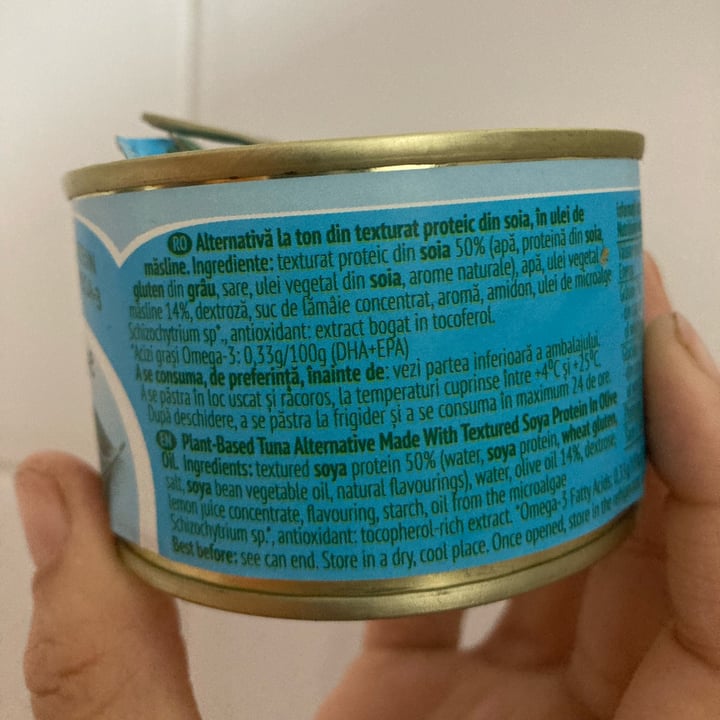 RO Alternativă la ton din texturat proteic din soia, în ulei de
măsline. Ingrediente: texturat proteic din soia 50% (apă, proteină din soia,
gluten din grâu, sare, ulei vegetal din soia, arome naturale), apă, ulei vegetal de
măsline 14%, dextroză, suc de lămâie concentrat, aromă, amidon, ulei de microalge
Schizochytrium sp*., antioxidant: extract bogat in tocoferol.
*Acizi grași Omega-3: 0,33g/100g (DHA+EPA)
A se consuma, de preferință, înainte de: vezi partea inferioară a ambalajului.
A se păstra în loc uscat și răcoros, la temperaturi cuprinse între +4°C și +25°C.
După deschidere, a se păstra la frigider și a se consuma în maximum 24 de ore.
EN Plant-Based Tuna Alternative Made With Textured Soya Protein In Olive
Oil. Ingredients: textured soya protein 50% (water, soya protein, wheat gluten,
salt, soya bean vegetable oil, natural flavourings), water, olive oil 14%, dextrose,
lemon juice concentrate, flavouring, starch, oil from the microalgae
Schizochytrium sp*., antioxidant: tocopherol-rich extract. *Omega-3 Fatty Acids:
Best before: see can end. Store in a dry, cool place. Once opened, store in the